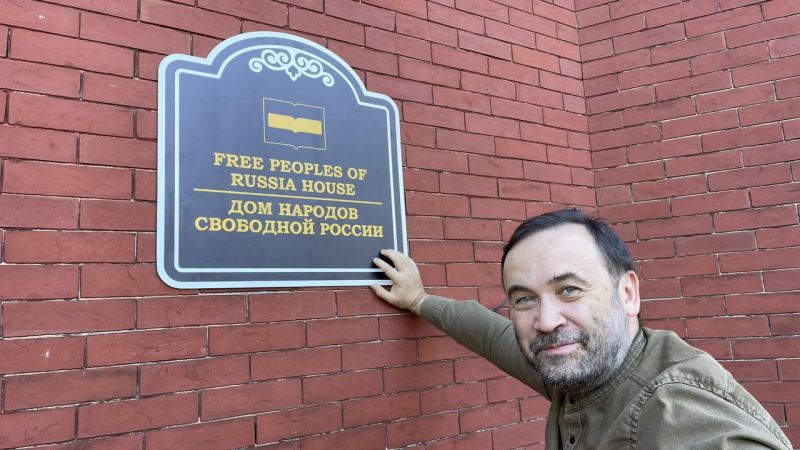 FREE PEOPLES OF
RUSSIA HOUSE
ДОМ НАРОДОВ
СВОБОДНОЙ РОССИИ